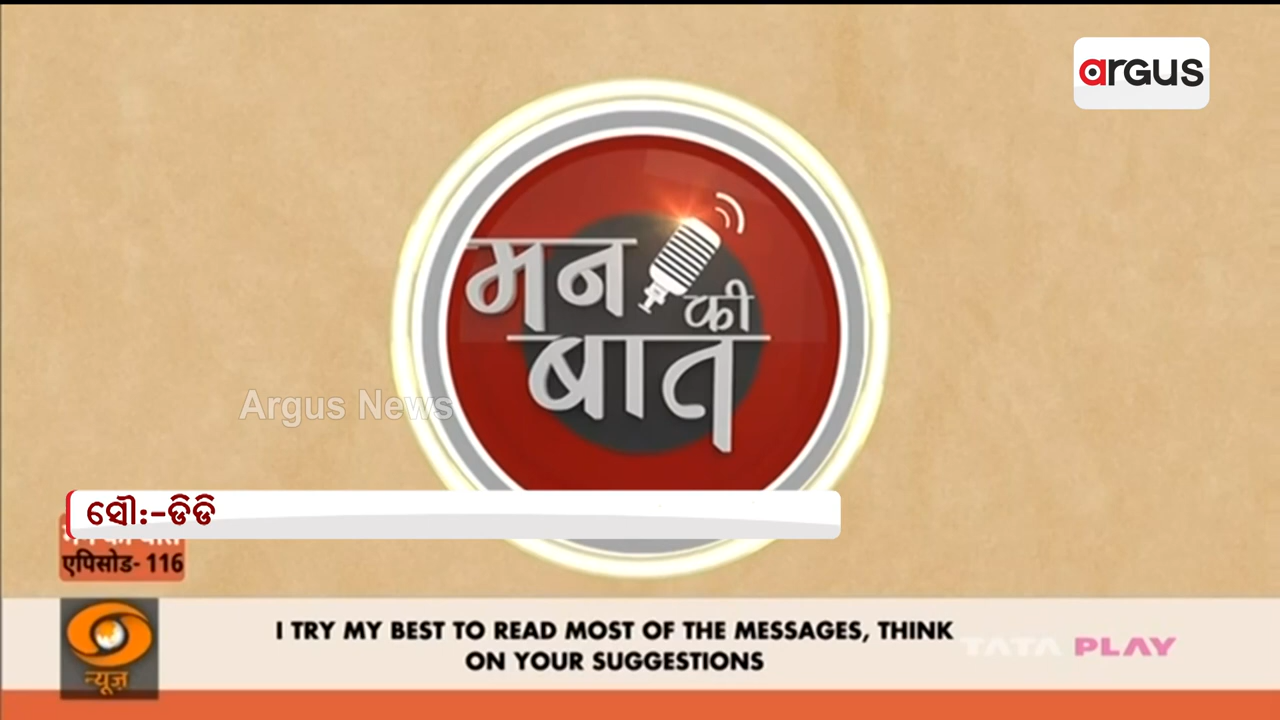 argus
मन की
बात
Argus News
ସୌ:-ଡିଡି
एपिसोड- 116
I TRY MY BEST TO READ MOST OF THE MESSAGES, THINK
ON YOUR SUGGESTIONS
TATA PLAY
न्यूज़